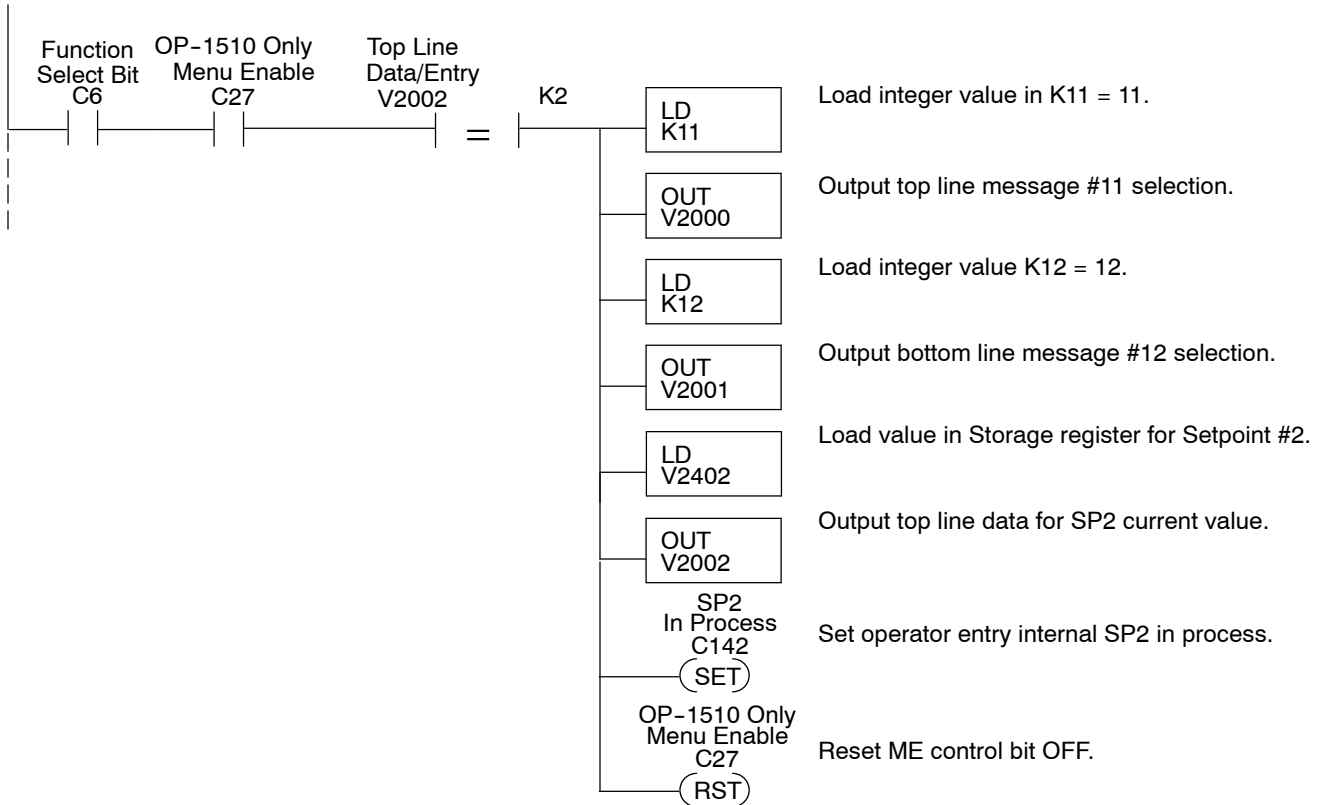 Function
Select Bit
C6
OP-1510 Only
Menu Enable
C27
Top Line
Data/Entry
V2002
=
K2
LD
K11
Load integer value in K11 = 11.
OUT
V2000
Output top line message #11 selection.
LD
K12
Load integer value K12 = 12.
OUT
V2001
Output bottom line message #12 selection.
LD
V2402
Load value in Storage register for Setpoint #2.
OUT
V2002
Output top line data for SP2 current value.
SP2
In Process
C142
SET
Set operator entry internal SP2 in process.
OP-1510 Only
Menu Enable
C27
RST
Reset ME control bit OFF.